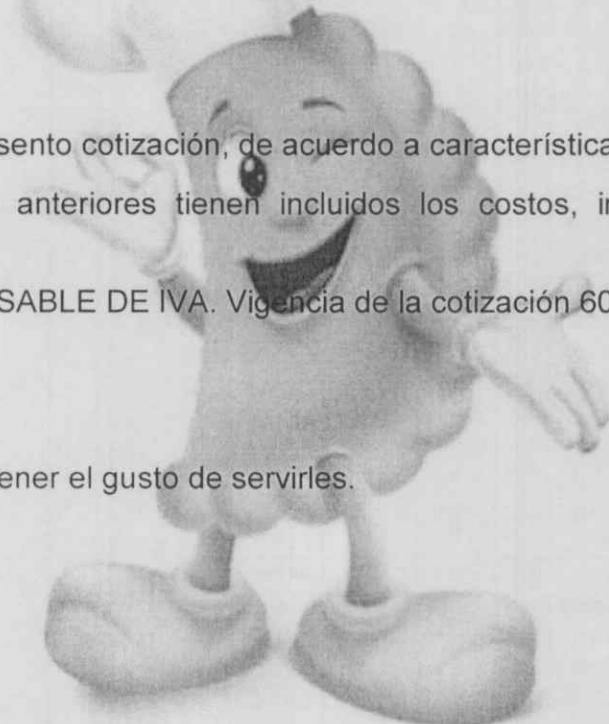 sento cotización, de acuerdo a característica
anteriores tienen incluidos los costos, i
SABLE DE IVA. Vigencia de la cotización 60
ener el gusto de servirles.